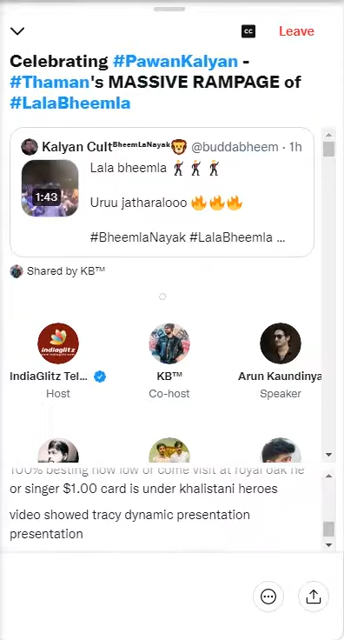 CC
Leave
Celebrating #PawanKalyan -
#Thaman's MASSIVE RAMPAGE of
#LalaBheemla
Kalyan Cultᴮʰᵉᵉᵐᴸᵃᴺᵃʸᵃᵏ🦁 @buddabheem · 1h
Lala bheemla 🕺🕺🕺
1:43
Uruu jatharalooo 🔥🔥🔥
#BheemlaNayak #LalaBheemla ...
Shared by KB™
indiaglitz
IndiaGlitz Tel...
Host
KB™
Co-host
Arun Kaundinya
Speaker
100% besting how low or come visit at royal oak he
or singer $1.00 card is under khalistani heroes
video showed tracy dynamic presentation
presentation